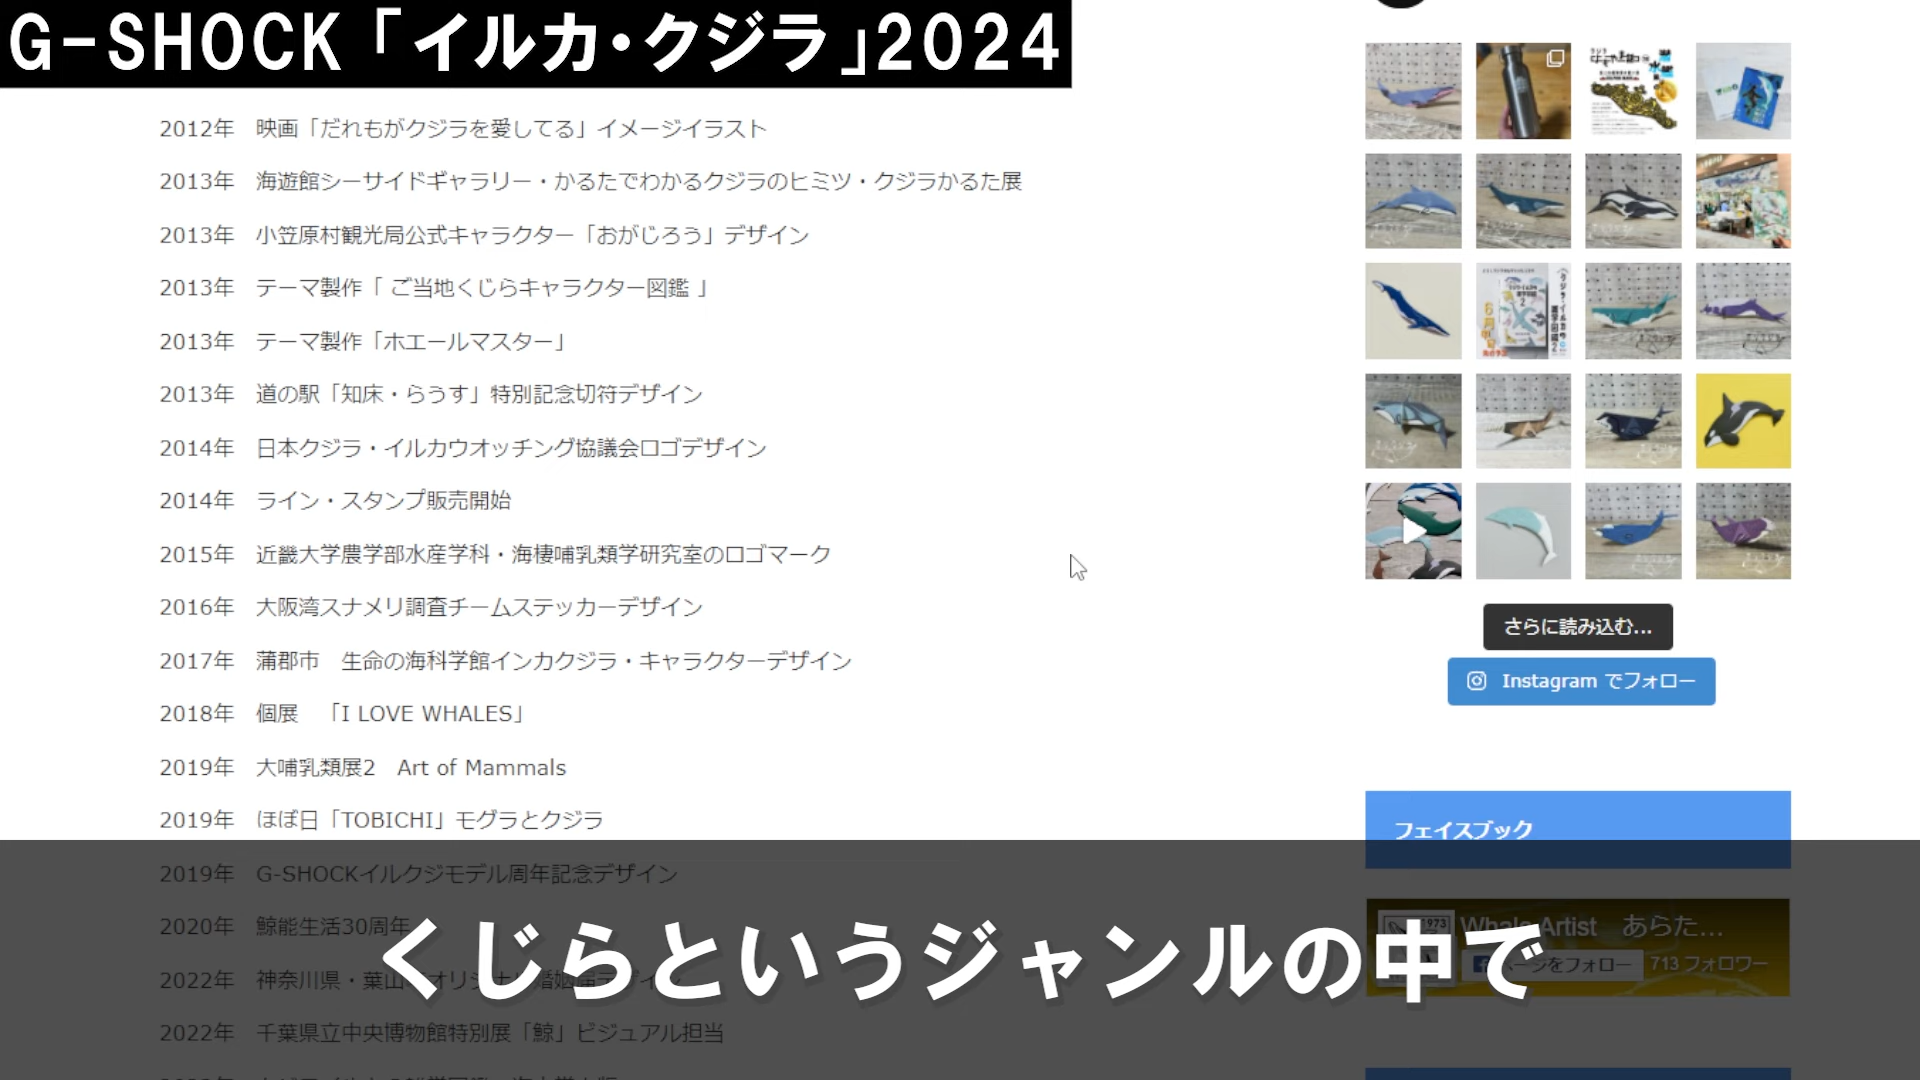 G-SHOCK「イルカ・クジラ」2024
2012年 映画「だれもがクジラを愛してる」イメージイラスト
2013年 海遊館シーサイドギャラリー・かるたでわかるクジラのヒミツ・クジラかるた展
2013年 小笠原村観光局公式キャラクター「おがじろう」デザイン
2013年 テーマ製作「 ご当地くじらキャラクター図鑑 」
2013年 テーマ製作「ホエールマスター」
2013年 道の駅「知床・らうす」特別記念切符デザイン
2014年 日本クジラ・イルカウオッチング協議会ロゴデザイン
2014年 ライン・スタンプ販売開始
2015年 近畿大学農学部水産学科・海棲哺乳類学研究室のロゴマーク
2016年 大阪湾スナメリ調査チームステッカーデザイン
2017年 蒲郡市 生命の海科学館インカクジラ・キャラクターデザイン
2018年 個展 「I LOVE WHALES」
2019年 大哺乳類展2 Art of Mammals
2019年 ほぼ日「TOBICHI」モグラとクジラ
2019年 G-SHOCKイルクジモデル周年記念デザイン
2020年 鯨能生活30周年
2022年 神奈川県・葉山
2022年 千葉県立中央博物館特別展「鯨」ビジュアル担当
くじらというジャンルの中で
さらに読み込む...
Instagram でフォロー
フェイスブック
Whale Artist あらた...
ページをフォロー
713 フォロワー